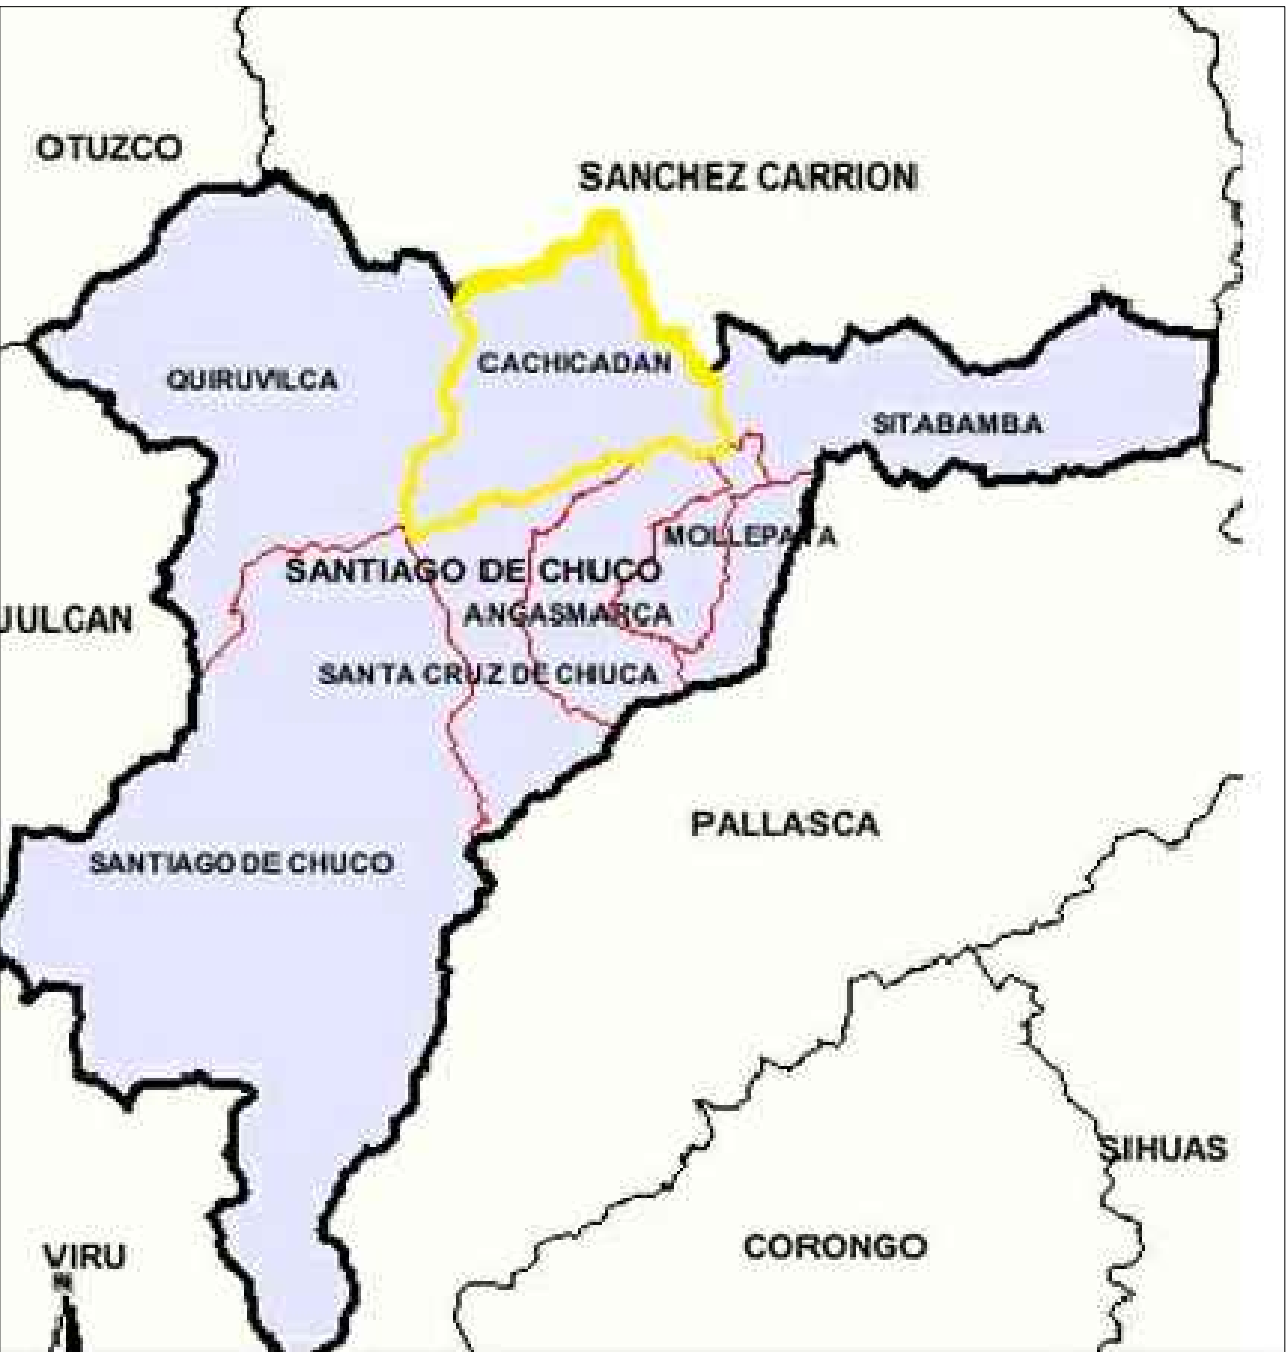 OTUZCO
SANCHEZ CARRION
CACHICADAN
QUIRUVILCA
SITABAMBA
MOLLEPATA
SANTIAGO DE CHUCO
ANGASMARCA
JULCAN
SANTA CRUZ DE CHIUCA
PALLASCA
SANTIAGO DE CHUCO
SIHUAS
CORONGO
VIRU
N